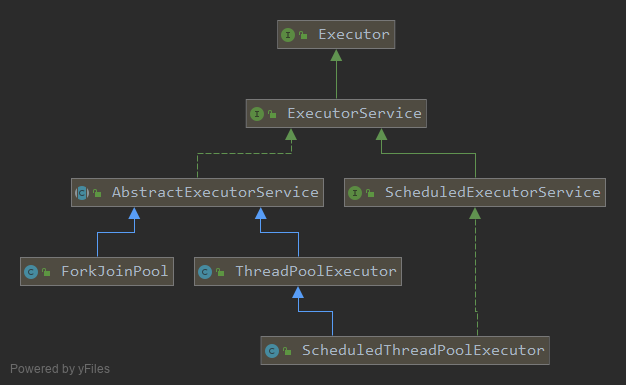 Executor
ExecutorService
AbstractExecutorService
ScheduledExecutorService
ForkJoinPool
ThreadPoolExecutor
ScheduledThreadPoolExecutor
Powered by yFiles